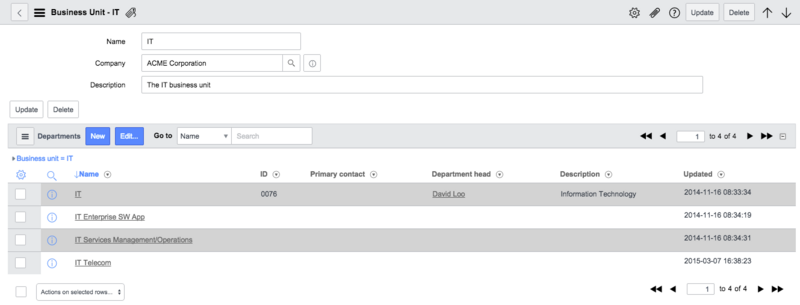 Business Unit - IT Update Delete
Name IT
Company ACME Corporation
Description The IT business unit
Update Delete
Departments New Edit... Go to Name Search 1 to 4 of 4
Business unit = IT
Name ID Primary contact Department head Description Updated
IT 0076 David Loo Information Technology 2014-11-16 08:33:34
IT Enterprise SW App 2014-11-16 08:34:19
IT Services Management/Operations 2014-11-16 08:34:31
IT Telecom 2015-03-07 16:38:23
Actions on selected rows... 1 to 4 of 4